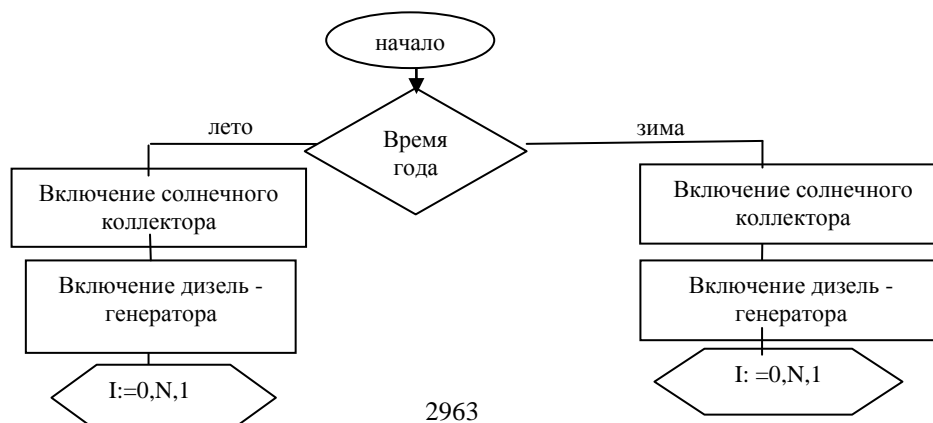 начало
Время
года
лето
зима
Включение солнечного
коллектора
Включение солнечного
коллектора
Включение дизель -
генератора
Включение дизель -
генератора
I:=0,N,1
I: =0,N,1
2963